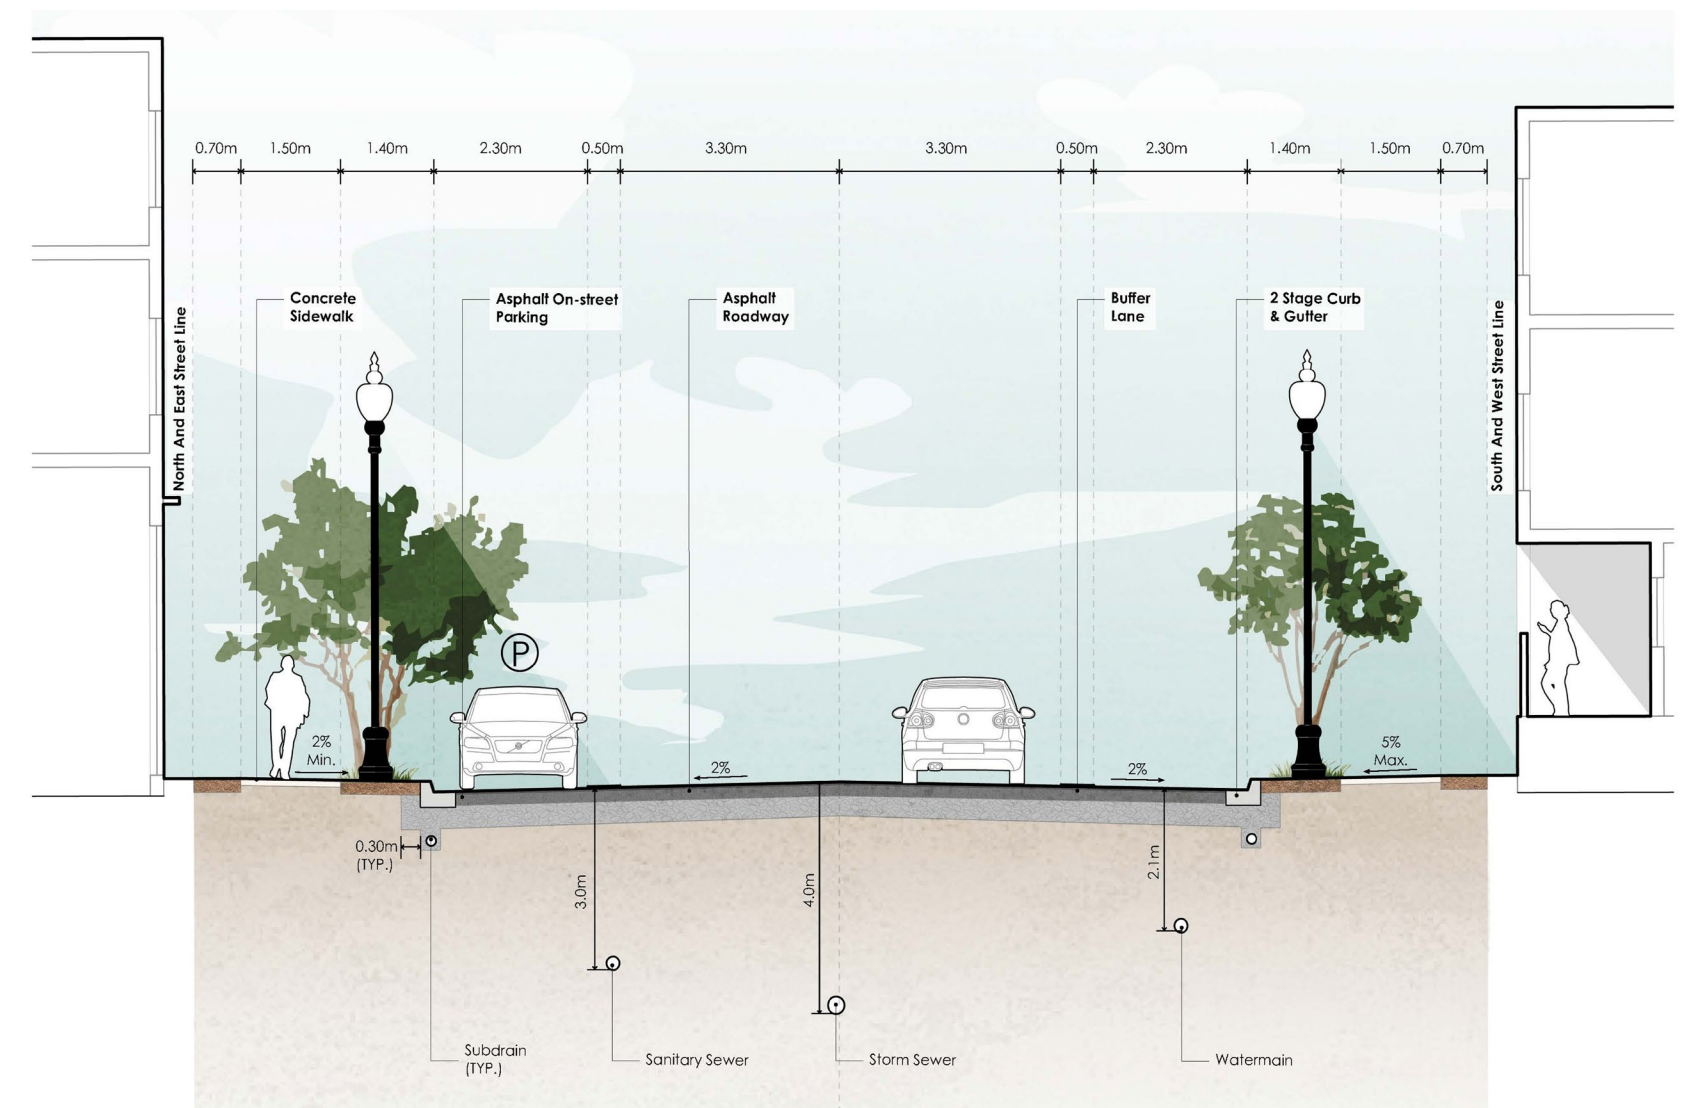 0.70m 1.50m 1.40m 2.30m 0.50m 3.30m 3.30m 0.50m 2.30m 1.40m 1.50m 0.70m
Concrete
Sidewalk
Asphalt On-street
Parking
Asphalt
Roadway
Buffer
Lane
2 Stage Curb
& Gutter
North And East Street Line
South And West Street Line
P
2%
Min.
2%
2%
5%
Max.
0.30m
(TYP.)
3.0m
4.0m
2.1m
Subdrain
(TYP.)
Sanitary Sewer
Storm Sewer
Watermain